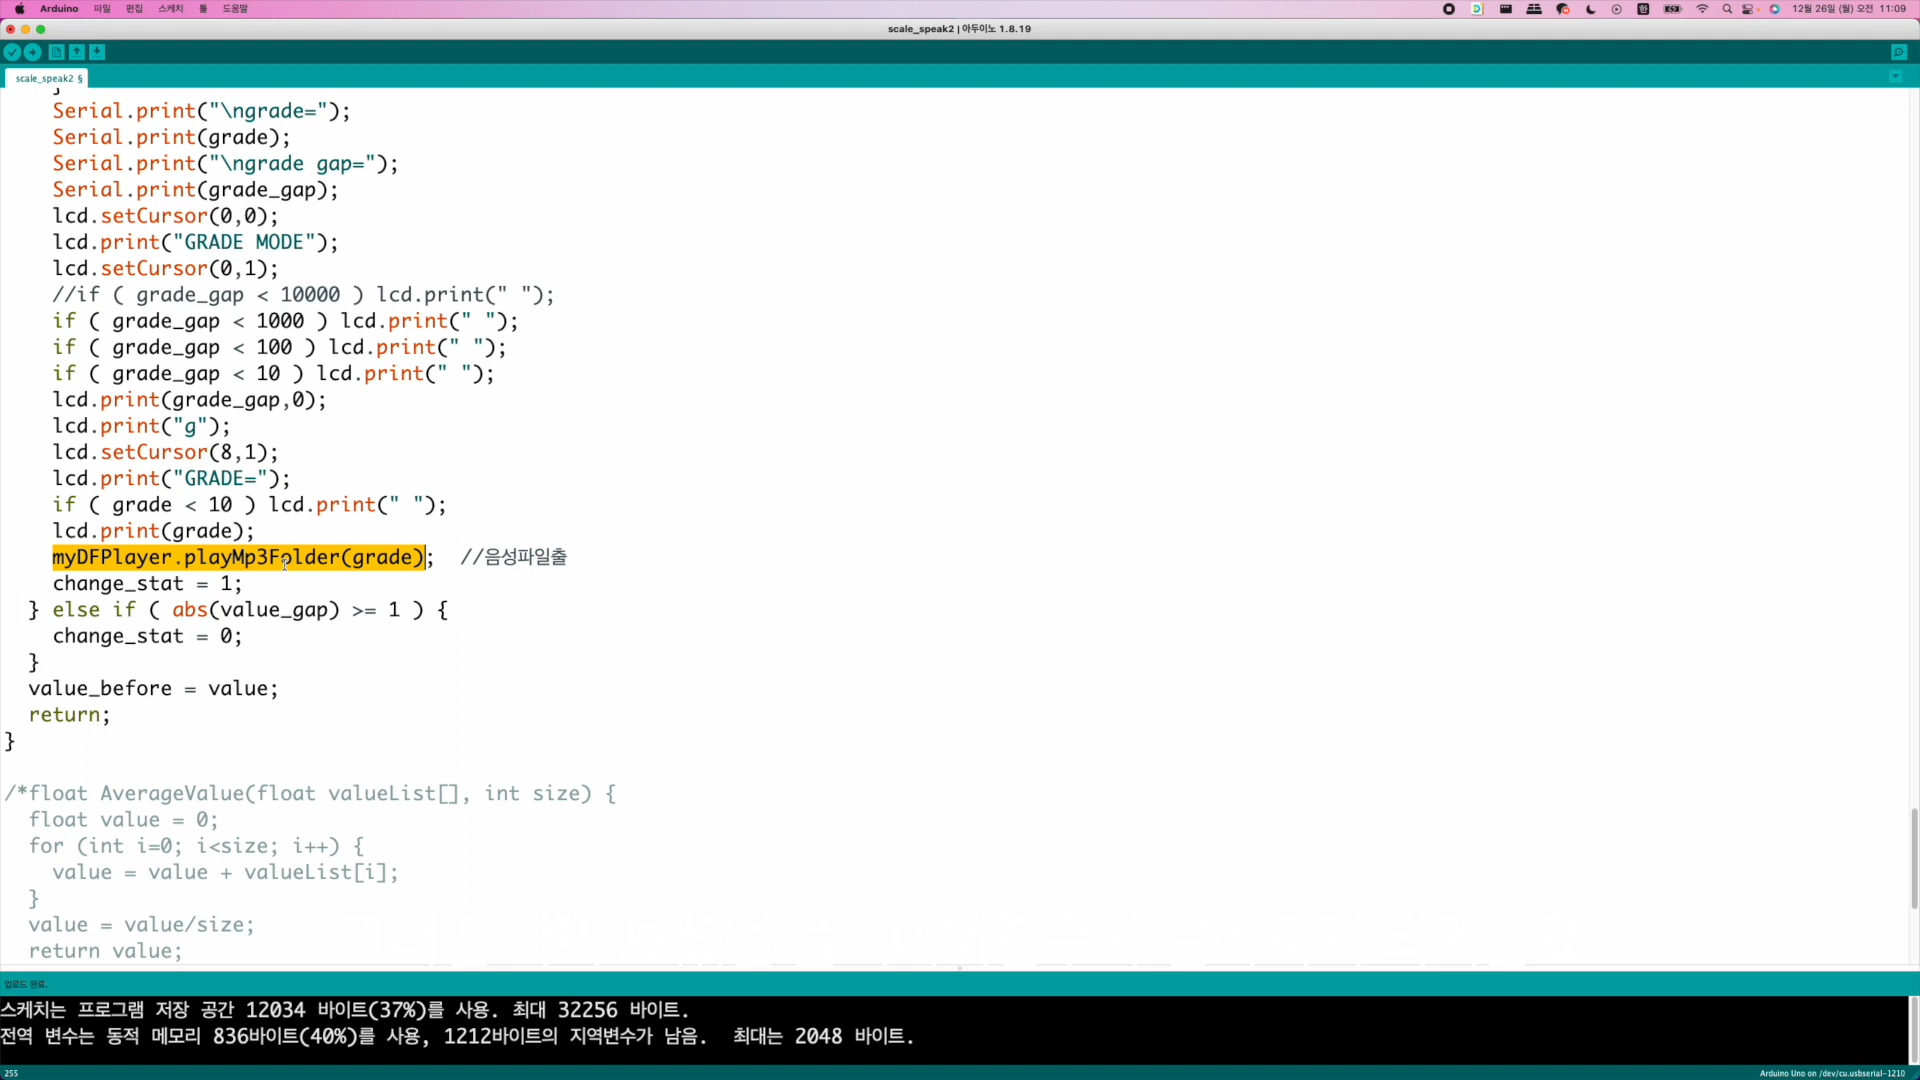 Arduino 파일 편집 스케치 툴 도움말 12월 26일 (월) 오전 11:09
scale_speak2 | 아두이노 1.8.19
scale_speak2 §
}
Serial.print("\ngrade=");
Serial.print(grade);
Serial.print("\ngrade gap=");
Serial.print(grade_gap);
lcd.setCursor(0,0);
lcd.print("GRADE MODE");
lcd.setCursor(0,1);
//if ( grade_gap < 10000 ) lcd.print(" ");
if ( grade_gap < 1000 ) lcd.print(" ");
if ( grade_gap < 100 ) lcd.print(" ");
if ( grade_gap < 10 ) lcd.print(" ");
lcd.print(grade_gap,0);
lcd.print("g");
lcd.setCursor(8,1);
lcd.print("GRADE=");
if ( grade < 10 ) lcd.print(" ");
lcd.print(grade);
myDFPlayer.playMp3Folder(grade); //음성파일출
change_stat = 1;
} else if ( abs(value_gap) >= 1 ) {
change_stat = 0;
}
value_before = value;
return;
}
/*float AverageValue(float valueList[], int size) {
float value = 0;
for (int i=0; i<size; i++) {
value = value + valueList[i];
}
value = value/size;
return value;
업로드 완료.
스케치는 프로그램 저장 공간 12034 바이트(37%)를 사용. 최대 32256 바이트.
전역 변수는 동적 메모리 836바이트(40%)를 사용, 1212바이트의 지역변수가 남음. 최대는 2048 바이트.
255 Arduino Uno on /dev/cu.usbserial-1210